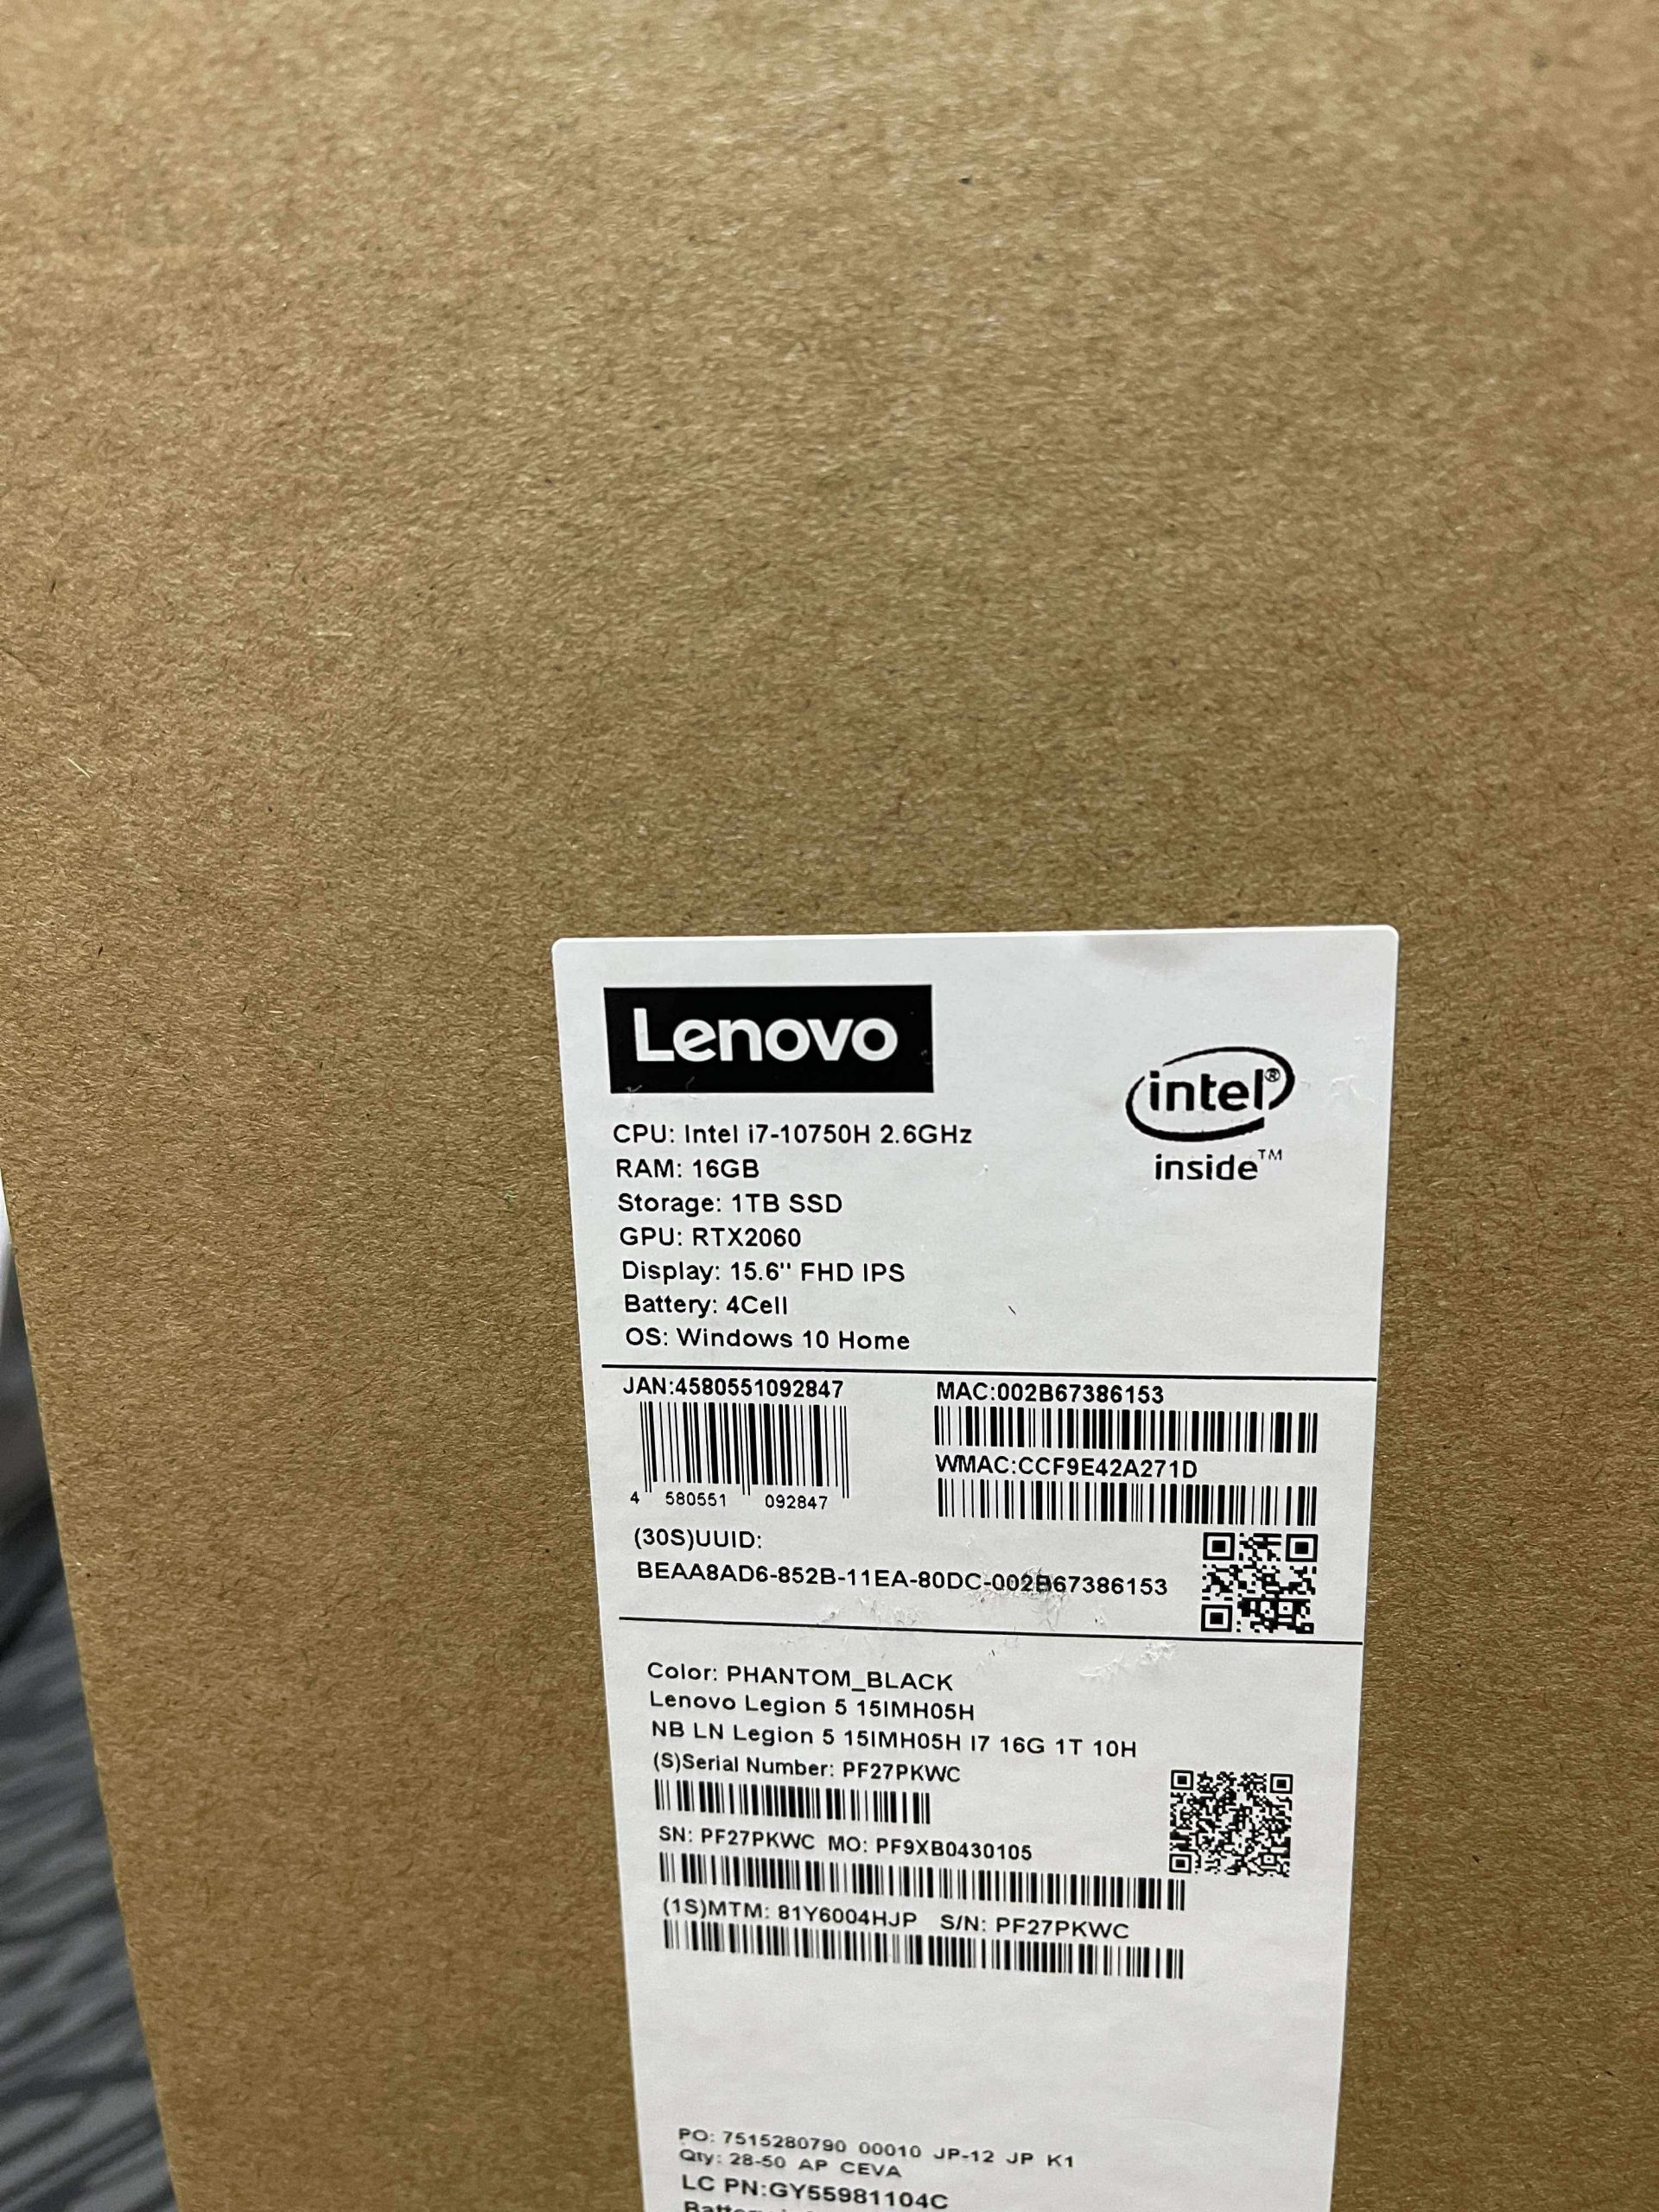 Lenovo
intel®
inside™
CPU: Intel i7-10750H 2.6GHz
RAM: 16GB
Storage: 1TB SSD
GPU: RTX2060
Display: 15.6'' FHD IPS
Battery: 4Cell
OS: Windows 10 Home
JAN:4580551092847
4 580551 092847
MAC:002B67386153
WMAC:CCF9E42A271D
(30S)UUID:
BEAA8AD6-852B-11EA-80DC-002B67386153
Color: PHANTOM_BLACK
Lenovo Legion 5 15IMH05H
NB LN Legion 5 15IMH05H I7 16G 1T 10H
(S)Serial Number: PF27PKWC
SN: PF27PKWC MO: PF9XB0430105
(1S)MTM: 81Y6004HJP S/N: PF27PKWC
PO: 7515280790 00010 JP-12 JP K1
Qty: 28-50 AP CEVA
LC PN:GY55981104C